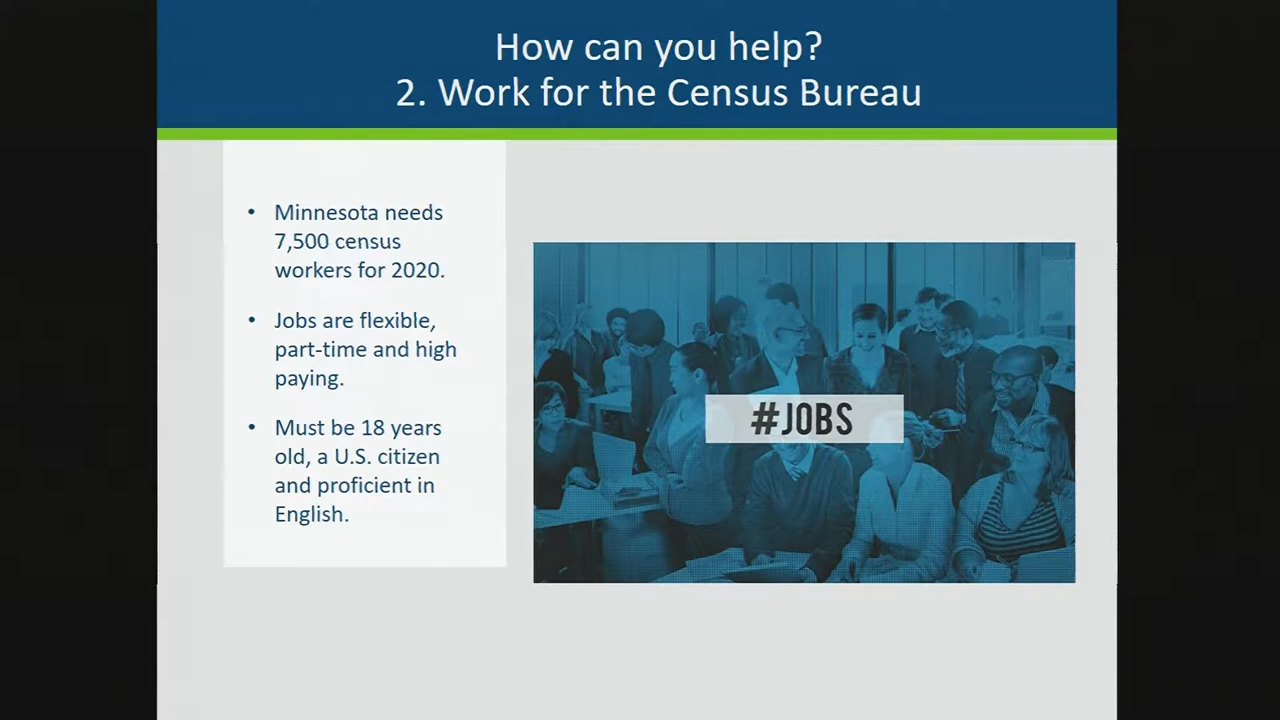 How can you help?
2. Work for the Census Bureau
• Minnesota needs
7,500 census
workers for 2020.
• Jobs are flexible,
part-time and high
paying.
• Must be 18 years
old, a U.S. citizen
and proficient in
English.
#JOBS